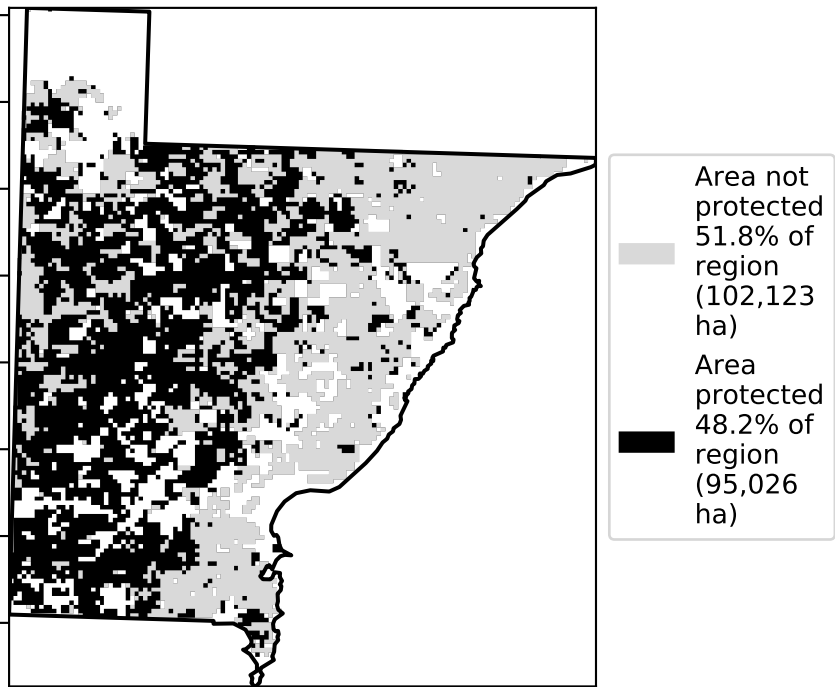 Area not
protected
51.8% of
region
(102,123
ha)
Area
protected
48.2% of
region
(95,026
ha)